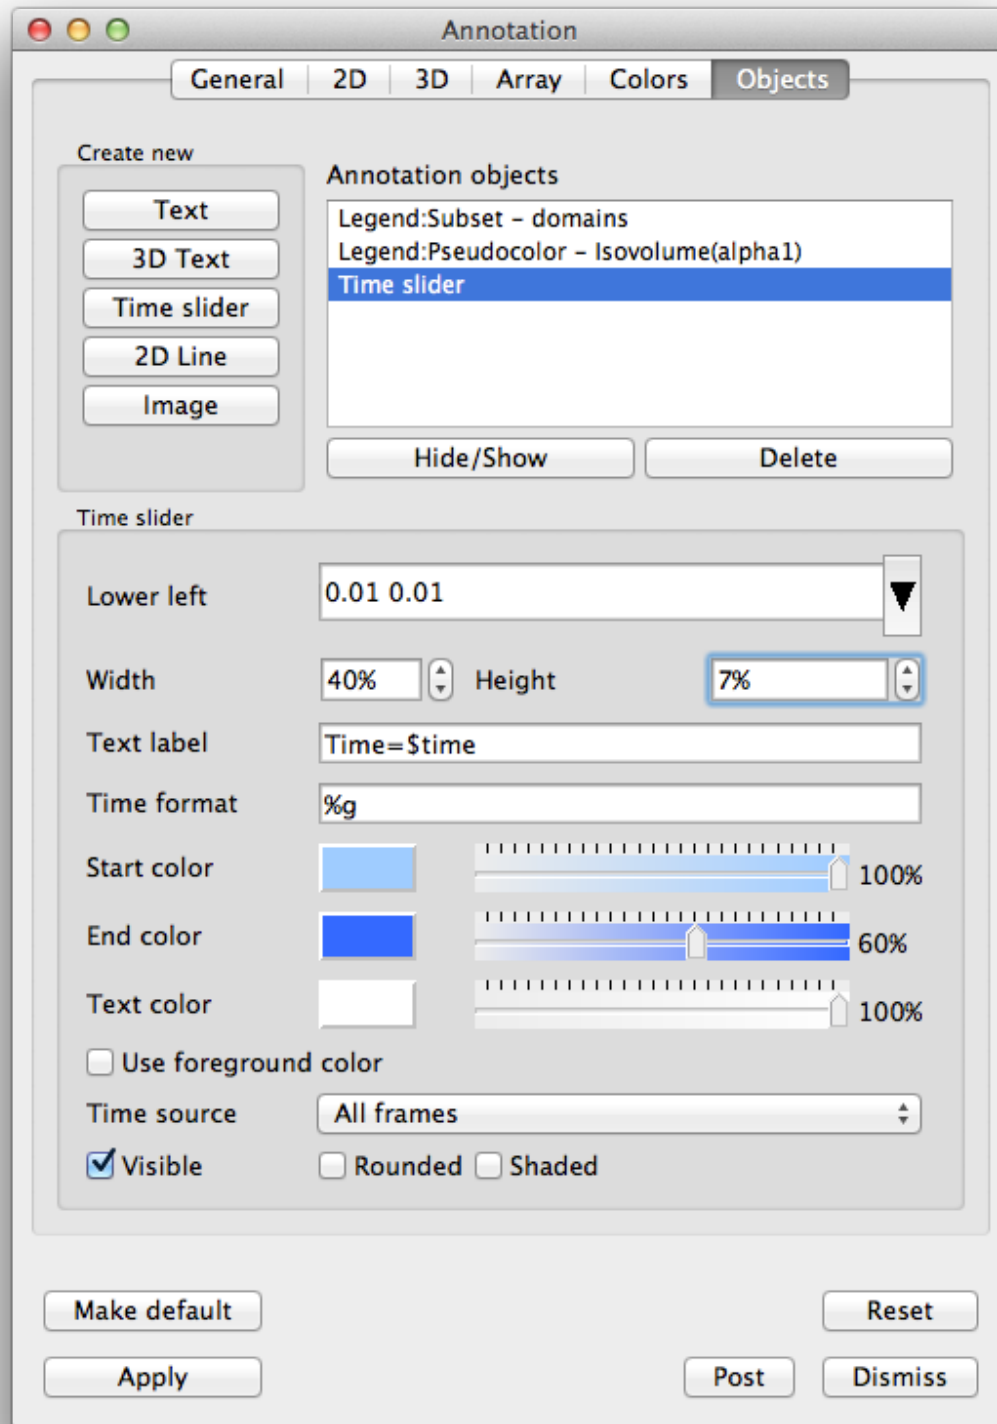 Annotation
General 2D 3D Array Colors Objects
Create new
Annotation objects
Text
3D Text
Time slider
2D Line
Image
Legend:Subset – domains
Legend:Pseudocolor – Isovolume(alpha1)
Time slider
Hide/Show Delete
Time slider
Lower left 0.01 0.01
Width 40% Height 7%
Text label Time=$time
Time format %g
Start color 100%
End color 60%
Text color 100%
Use foreground color
Time source All frames
Visible Rounded Shaded
Make default Reset
Apply Post Dismiss